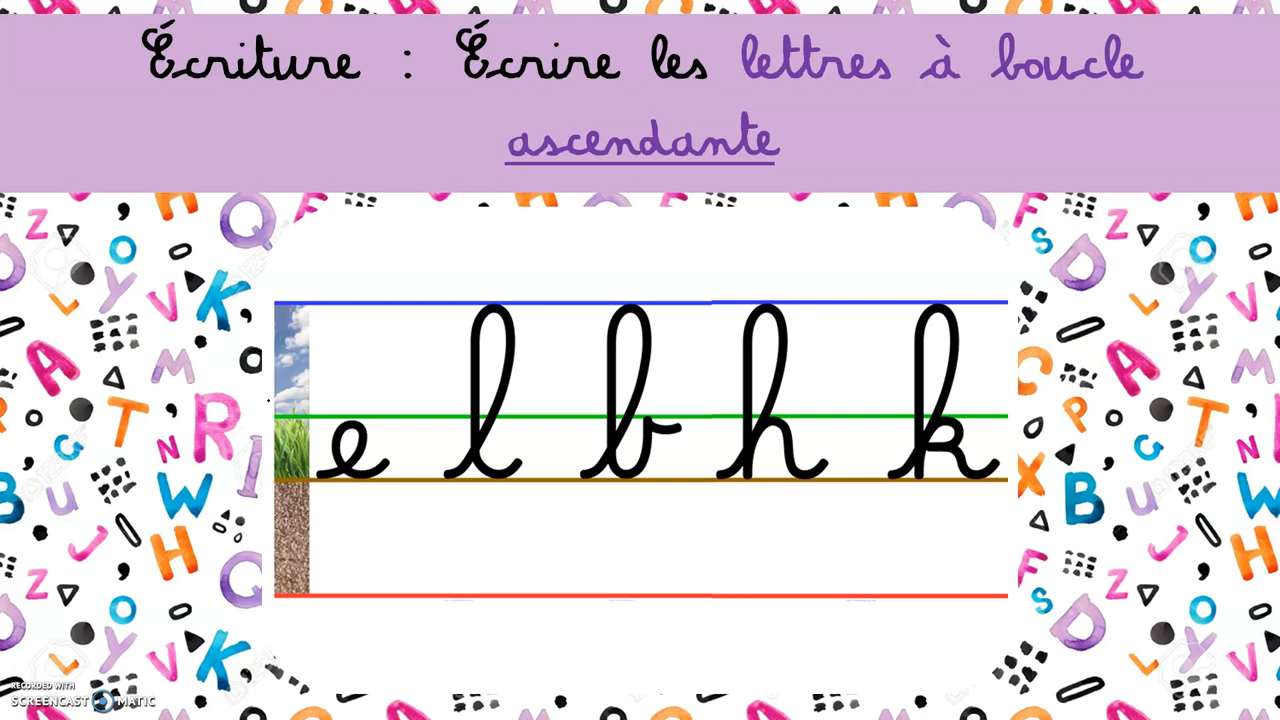 Écriture : Écrire les lettres à boucle
ascendante
e l b h k
RECORDED WITH
SCREENCAST MATIC